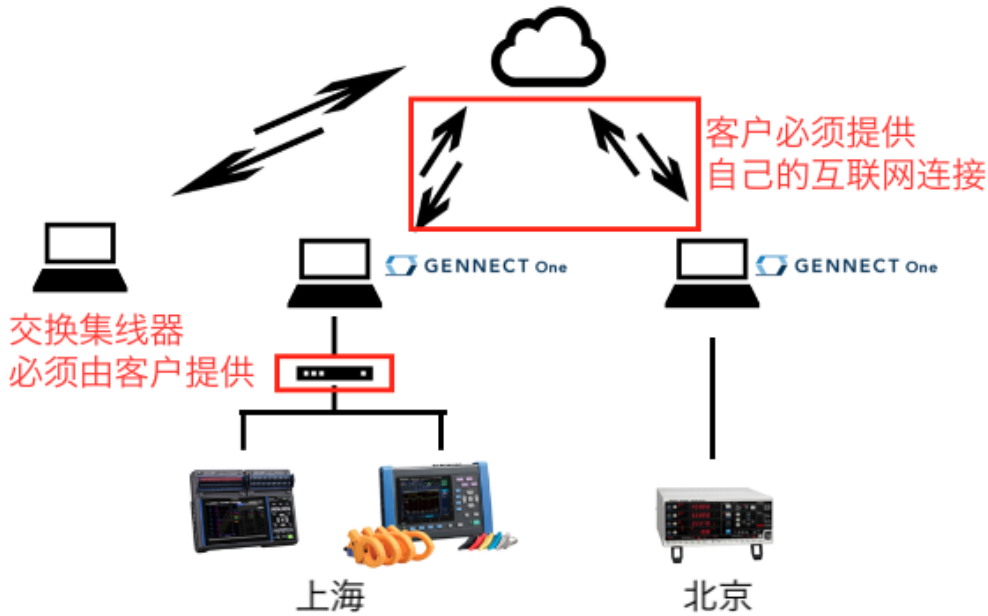 客户必须提供
自己的互联网连接
GENNECT One
GENNECT One
交换集线器
必须由客户提供
上海
北京